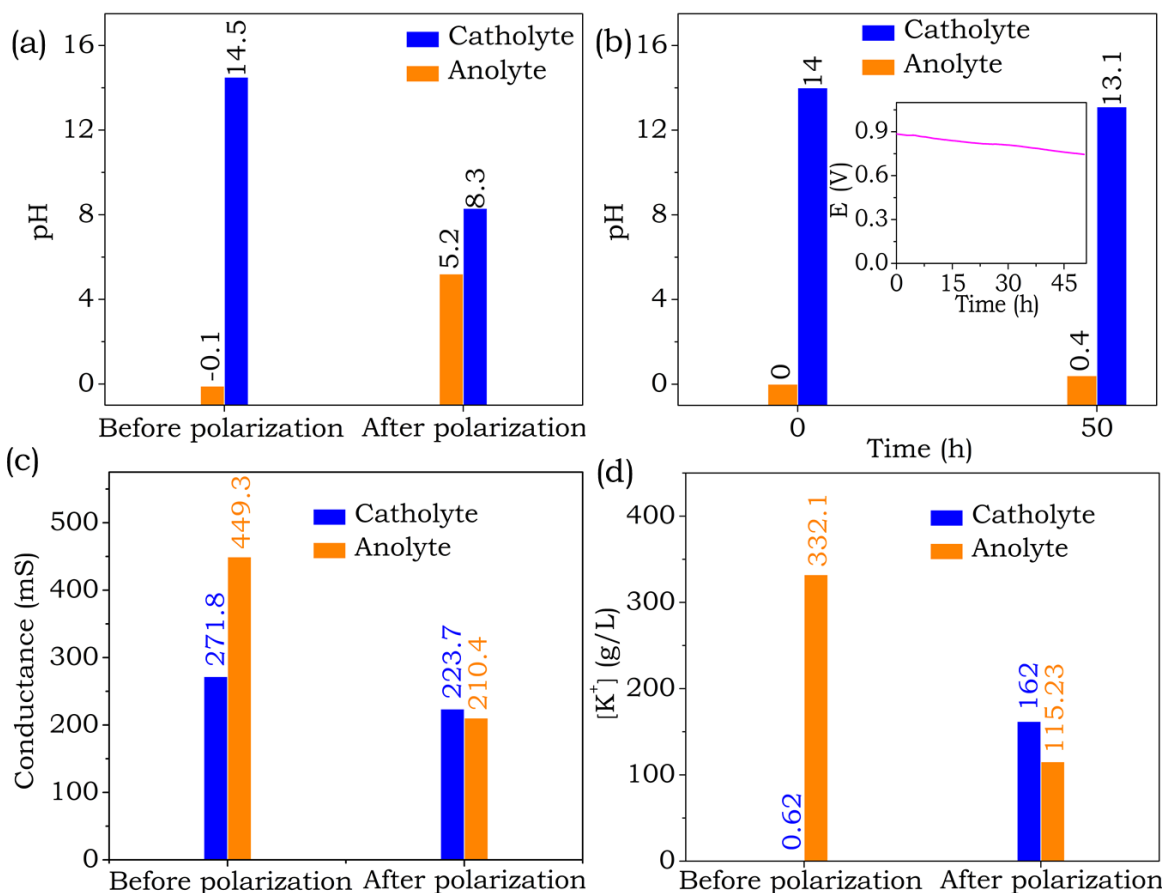 (a)
16
12
8
4
0
pH
Catholyte
Anolyte
-0.1
14.5
5.2
8.3
Before polarization
After polarization
(b)
16
12
8
4
0
pH
Catholyte
Anolyte
0
14
0.4
13.1
0.9
0.6
0.3
0.0
E (V)
0
15
30
45
Time (h)
0
50
Time (h)
(c)
500
400
300
200
100
0
Conductance (mS)
Catholyte
Anolyte
271.8
449.3
223.7
210.4
Before polarization
After polarization
(d)
400
300
200
100
0
[K+] (g/L)
Catholyte
Anolyte
0.62
332.1
162
115.23
Before polarization
After polarization